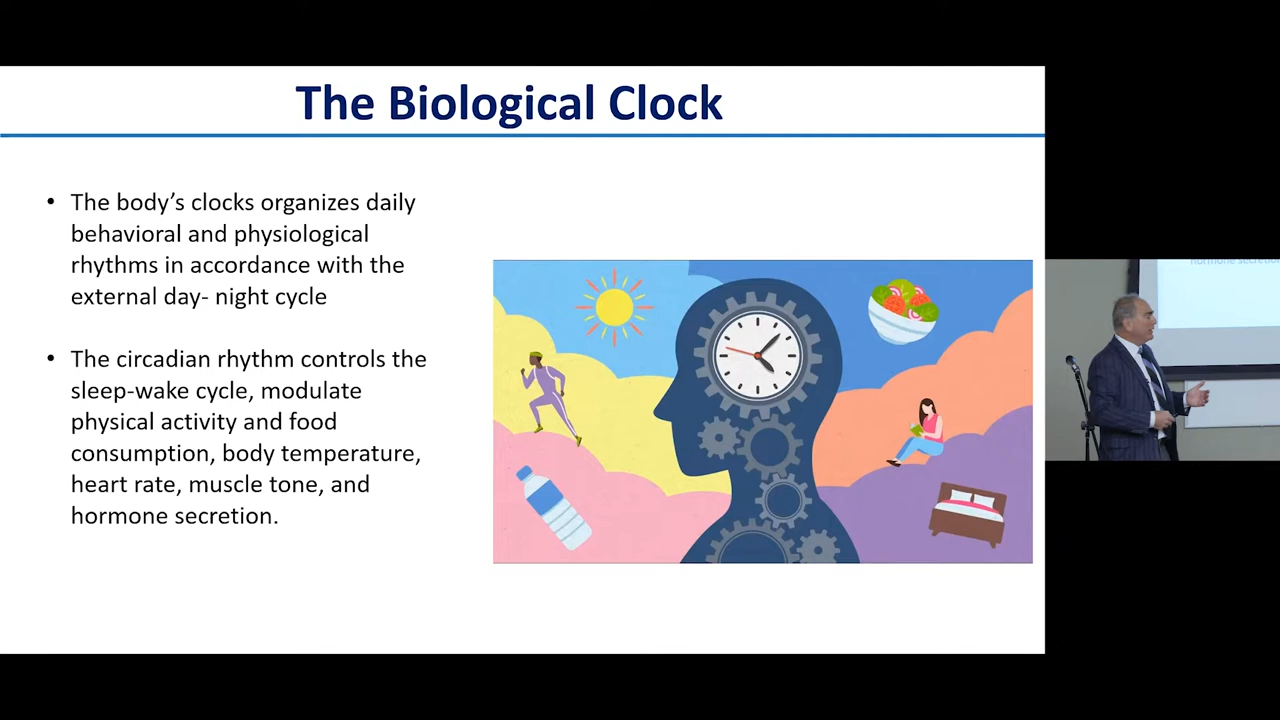 The Biological Clock
• The body’s clocks organizes daily
behavioral and physiological
rhythms in accordance with the
external day- night cycle
• The circadian rhythm controls the
sleep-wake cycle, modulate
physical activity and food
consumption, body temperature,
heart rate, muscle tone, and
hormone secretion.
hormone secretion